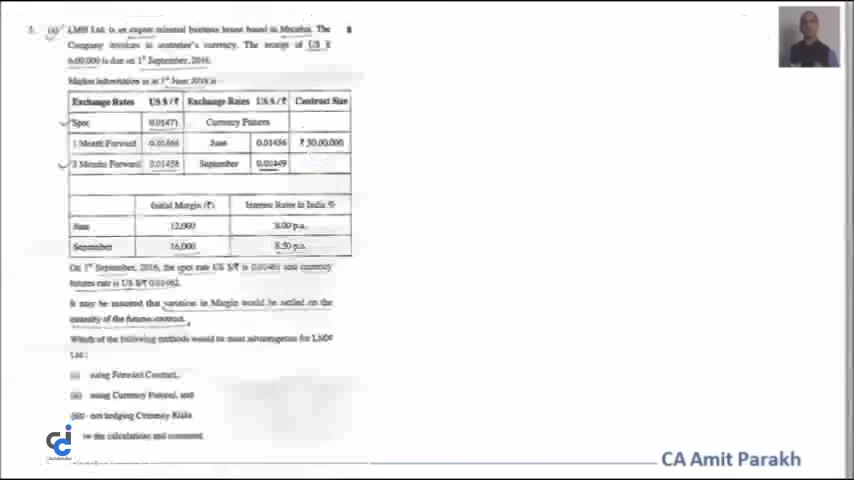 (a) LMN Ltd. is an export oriented business house based in Mumbai. The 8
Company invoices in customer's currency. The receipt of US $
6,00,000 is due on 1st September, 2016.
Market information as at 1st June 2016 is
Exchange Rates US $ / ₹ Exchange Rates US $ / ₹ Contract Size
Spot 0.01471 Currency Futures
1 Month Forward June 0.01456 ₹ 30,00,000
3 Months Forward 0.01458 September 0.01449
Initial Margin (₹) Interest Rates in India %
June 12,000 8.00 p.a.
September 16,000 8.50 p.a.
On 1st September, 2016, the spot rate US $/₹ is 0.01461 and currency
futures rate is US $/₹ 0.01462.
It may be assumed that variation in Margin would be settled on the
maturity of the futures contract.
Which of the following methods would be most advantageous for LMN
Ltd.:
(i) using Forward Contract,
(ii) using Currency Futures, and
(iii) not hedging Currency Risks
the calculations and comment.
CA Amit Parakh